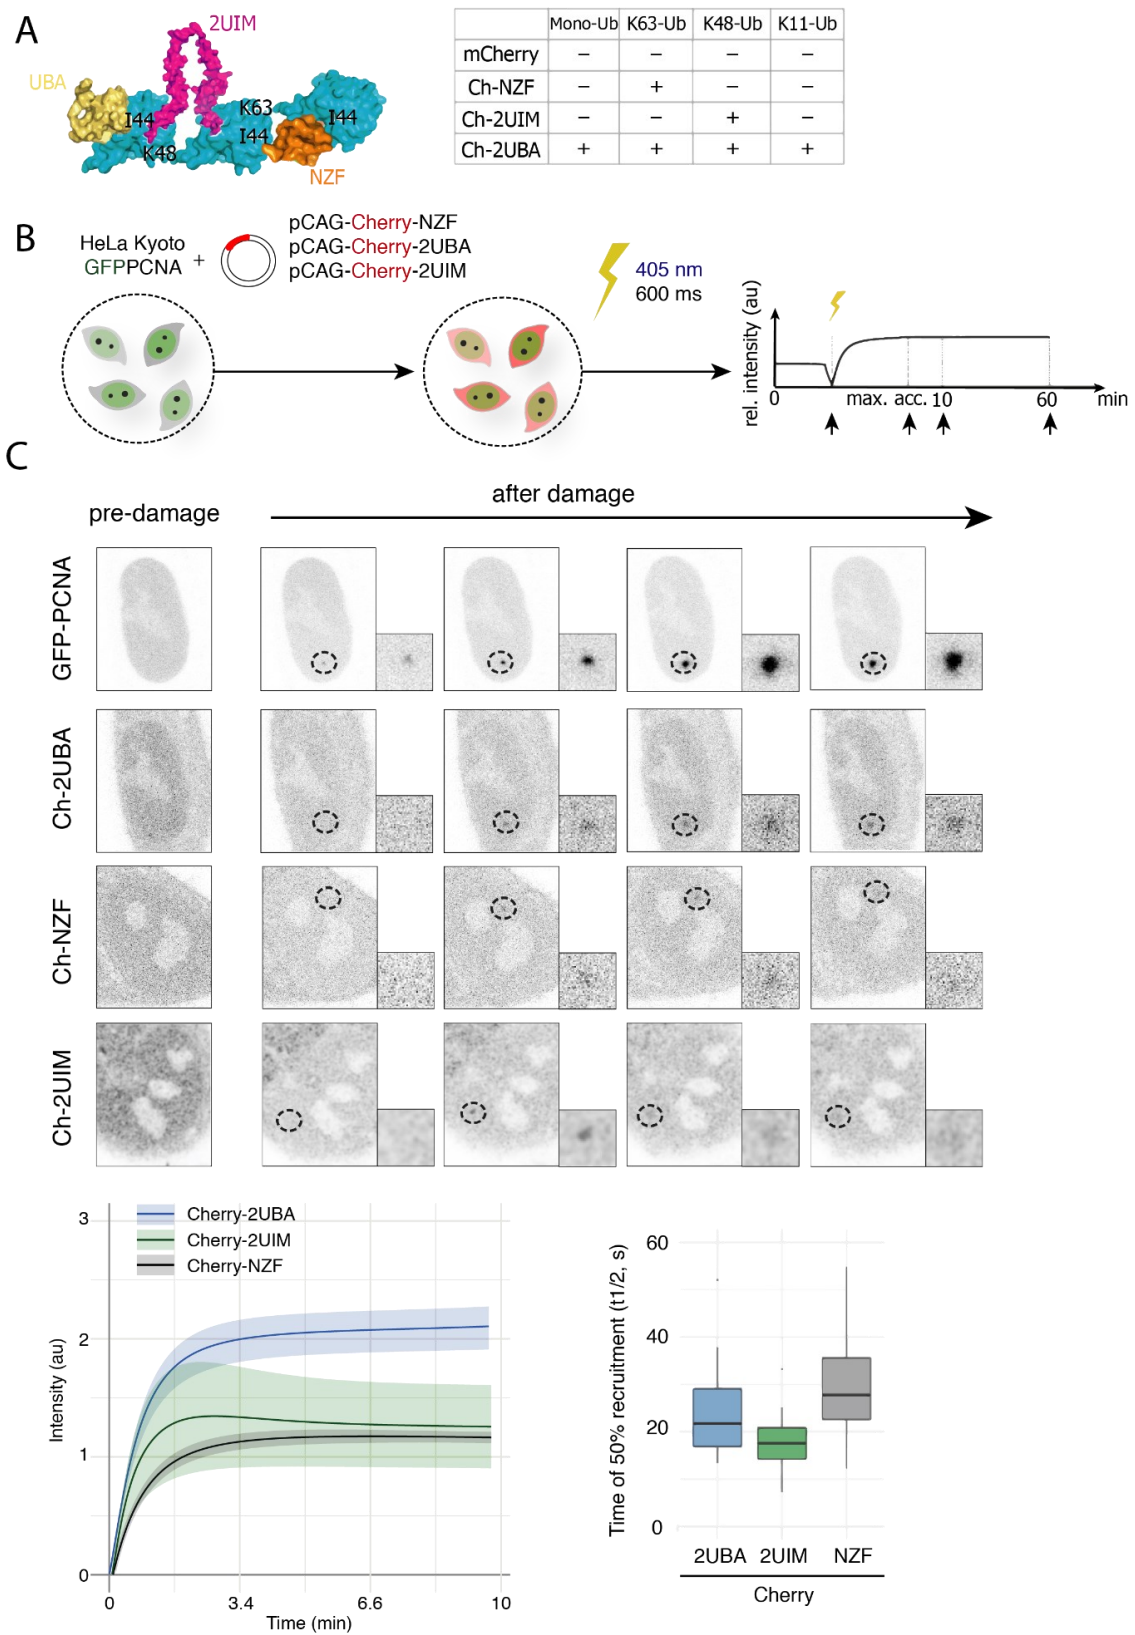 A
2UIM
UBA
I44
K63
I44
I44
K48
NZF
Mono-Ub K63-Ub K48-Ub K11-Ub
mCherry – – – –
Ch-NZF – + – –
Ch-2UIM – – + –
Ch-2UBA + + + +
B
HeLa Kyoto
GFPPCNA
+
pCAG-Cherry-NZF
pCAG-Cherry-2UBA
pCAG-Cherry-2UIM
405 nm
600 ms
rel. intensity (au)
0 max. acc. 10 60 min
C
pre-damage
after damage
GFP-PCNA
Ch-2UBA
Ch-NZF
Ch-2UIM
Cherry-2UBA
Cherry-2UIM
Cherry-NZF
Intensity (au)
3
2
1
0
0 3.4 6.6 10
Time (min)
Time of 50% recruitment (t1/2, s)
60
40
20
0
2UBA 2UIM NZF
Cherry